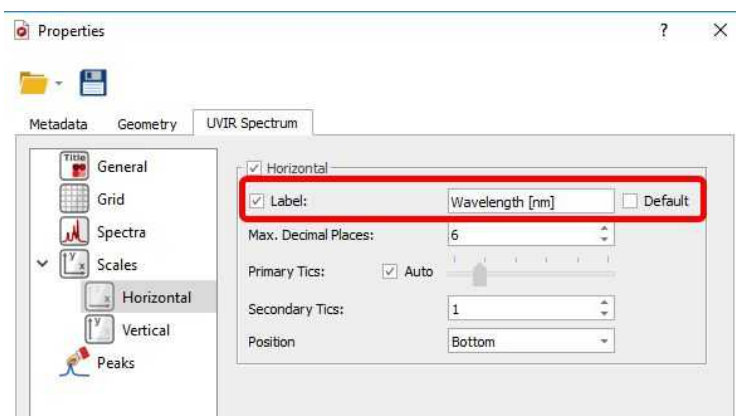 Properties
?
Metadata Geometry UVIR Spectrum
Title
General
Grid
Spectra
Scales
Horizontal
Vertical
Peaks
Horizontal
Label: Wavelength [nm] Default
Max. Decimal Places: 6
Primary Tics: Auto
Secondary Tics: 1
Position Bottom